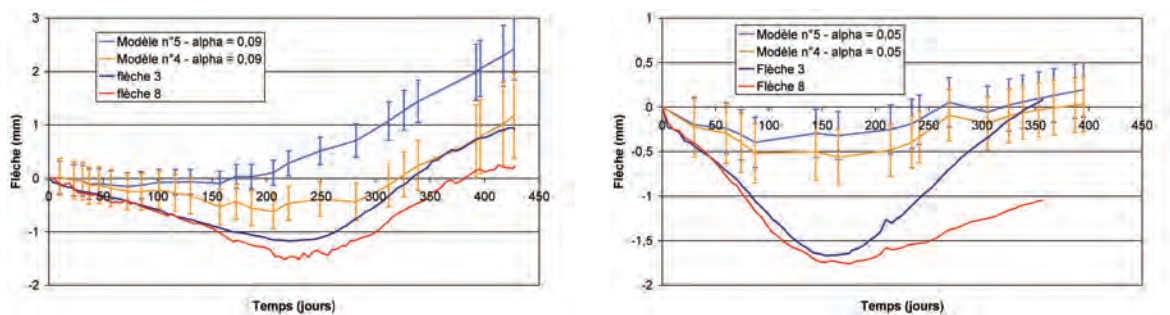 3
2
1
0
-1
-2
Flèche (mm)
Modèle n°5 - alpha = 0,09
Modèle n°4 - alpha = 0,09
flèche 3
flèche 8
0 50 100 150 200 250 300 350 400 450
Temps (jours)
1
0,5
0
-0,5
-1
-1,5
-2
Flèche (mm)
Modèle n°5 - alpha = 0,05
Modèle n°4 - alpha = 0,05
Flèche 3
Flèche 8
0 50 100 150 200 250 300 350 400 450
Temps (jours)